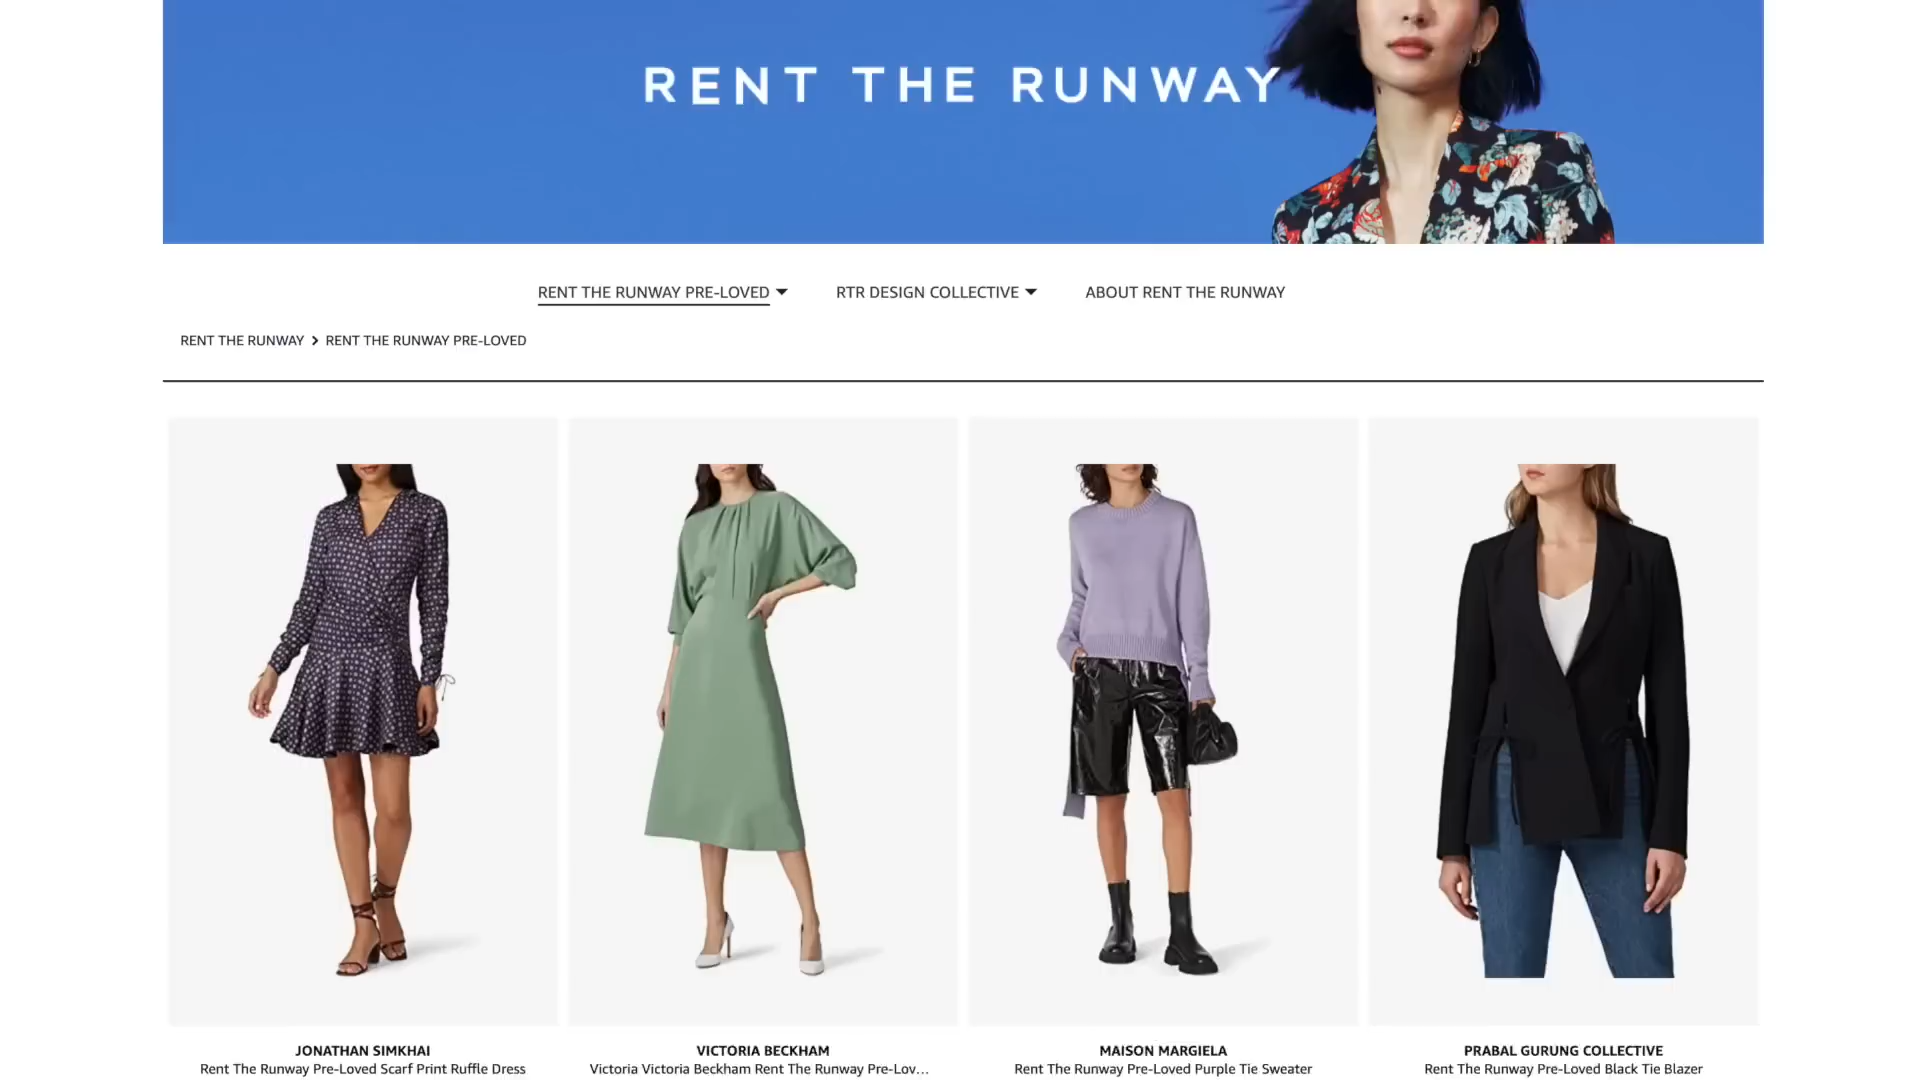 RENT THE RUNWAY
RENT THE RUNWAY PRE-LOVED
RTR DESIGN COLLECTIVE
ABOUT RENT THE RUNWAY
RENT THE RUNWAY > RENT THE RUNWAY PRE-LOVED
JONATHAN SIMKHAI
Rent The Runway Pre-Loved Scarf Print Ruffle Dress
VICTORIA BECKHAM
Victoria Victoria Beckham Rent The Runway Pre-Lov...
MAISON MARGIELA
Rent The Runway Pre-Loved Purple Tie Sweater
PRABAL GURUNG COLLECTIVE
Rent The Runway Pre-Loved Black Tie Blazer